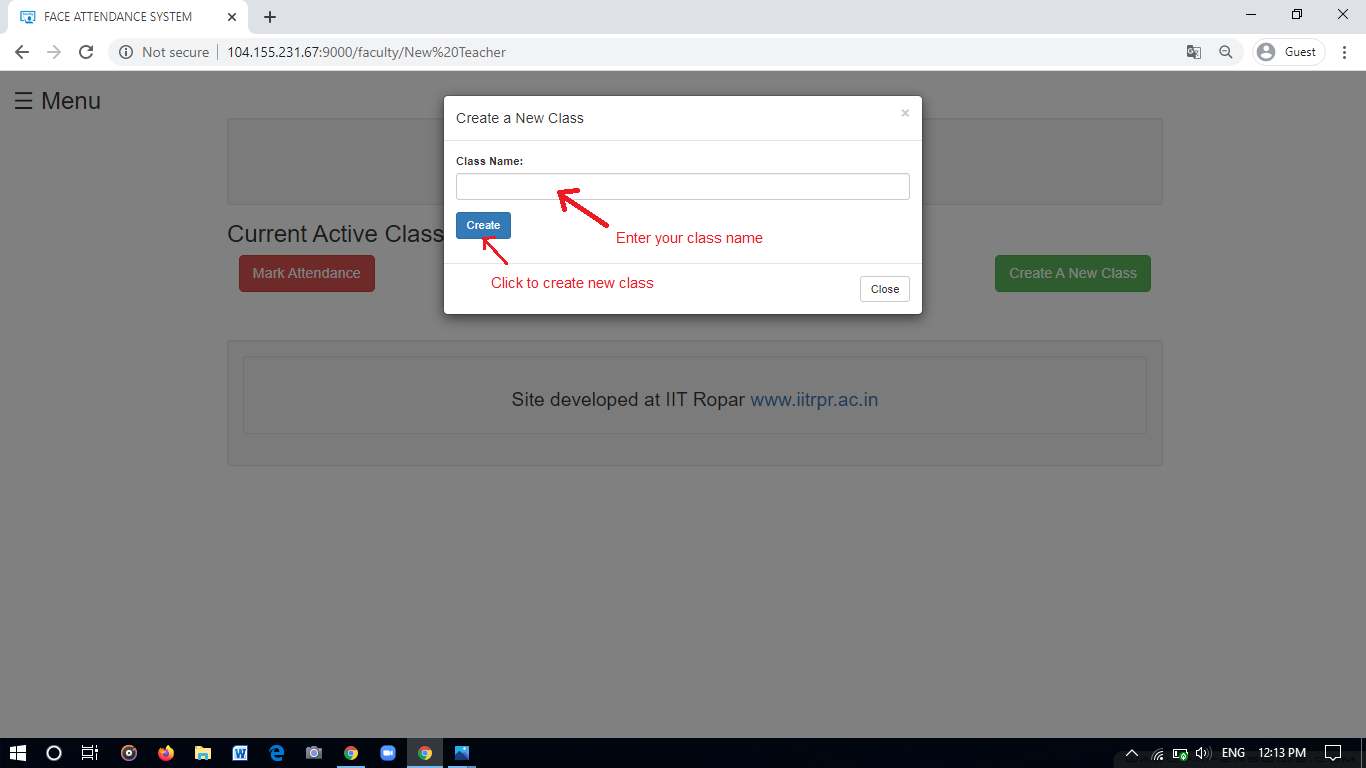 FACE ATTENDANCE SYSTEM
Not secure
104.155.231.67:9000/faculty/New%20Teacher
Guest
☰ Menu
Create a New Class
×
Class Name:
Create
Enter your class name
Click to create new class
Close
Current Active Class
Mark Attendance
Create A New Class
Site developed at IIT Ropar www.iitrpr.ac.in
ENG
12:13 PM